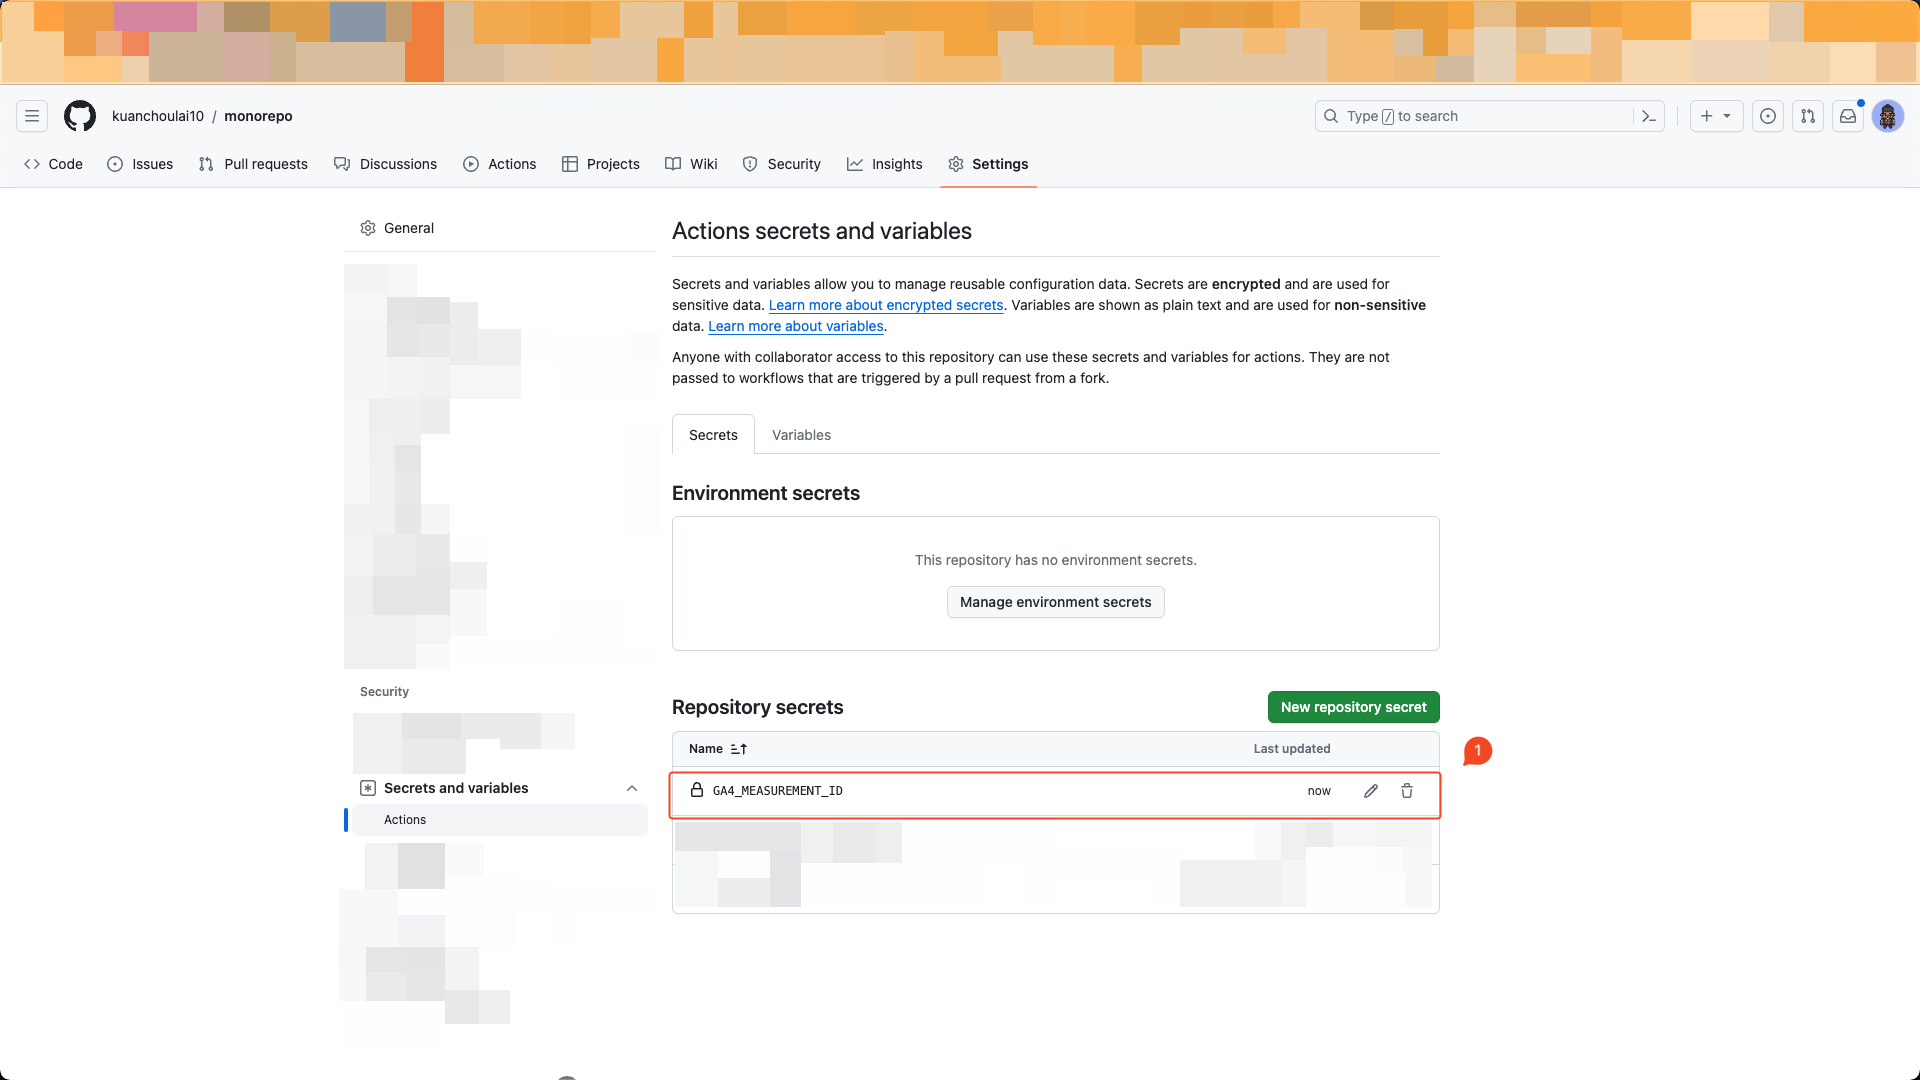 kuanchoulai10 / monorepo
Type / to search
Code Issues Pull requests Discussions Actions Projects Wiki Security Insights Settings
General
Actions secrets and variables
Secrets and variables allow you to manage reusable configuration data. Secrets are encrypted and are used for
sensitive data. Learn more about encrypted secrets. Variables are shown as plain text and are used for non-sensitive
data. Learn more about variables.
Anyone with collaborator access to this repository can use these secrets and variables for actions. They are not
passed to workflows that are triggered by a pull request from a fork.
Secrets Variables
Environment secrets
This repository has no environment secrets.
Manage environment secrets
Security
Repository secrets New repository secret
Name Last updated
1
Secrets and variables
GA4_MEASUREMENT_ID now
Actions